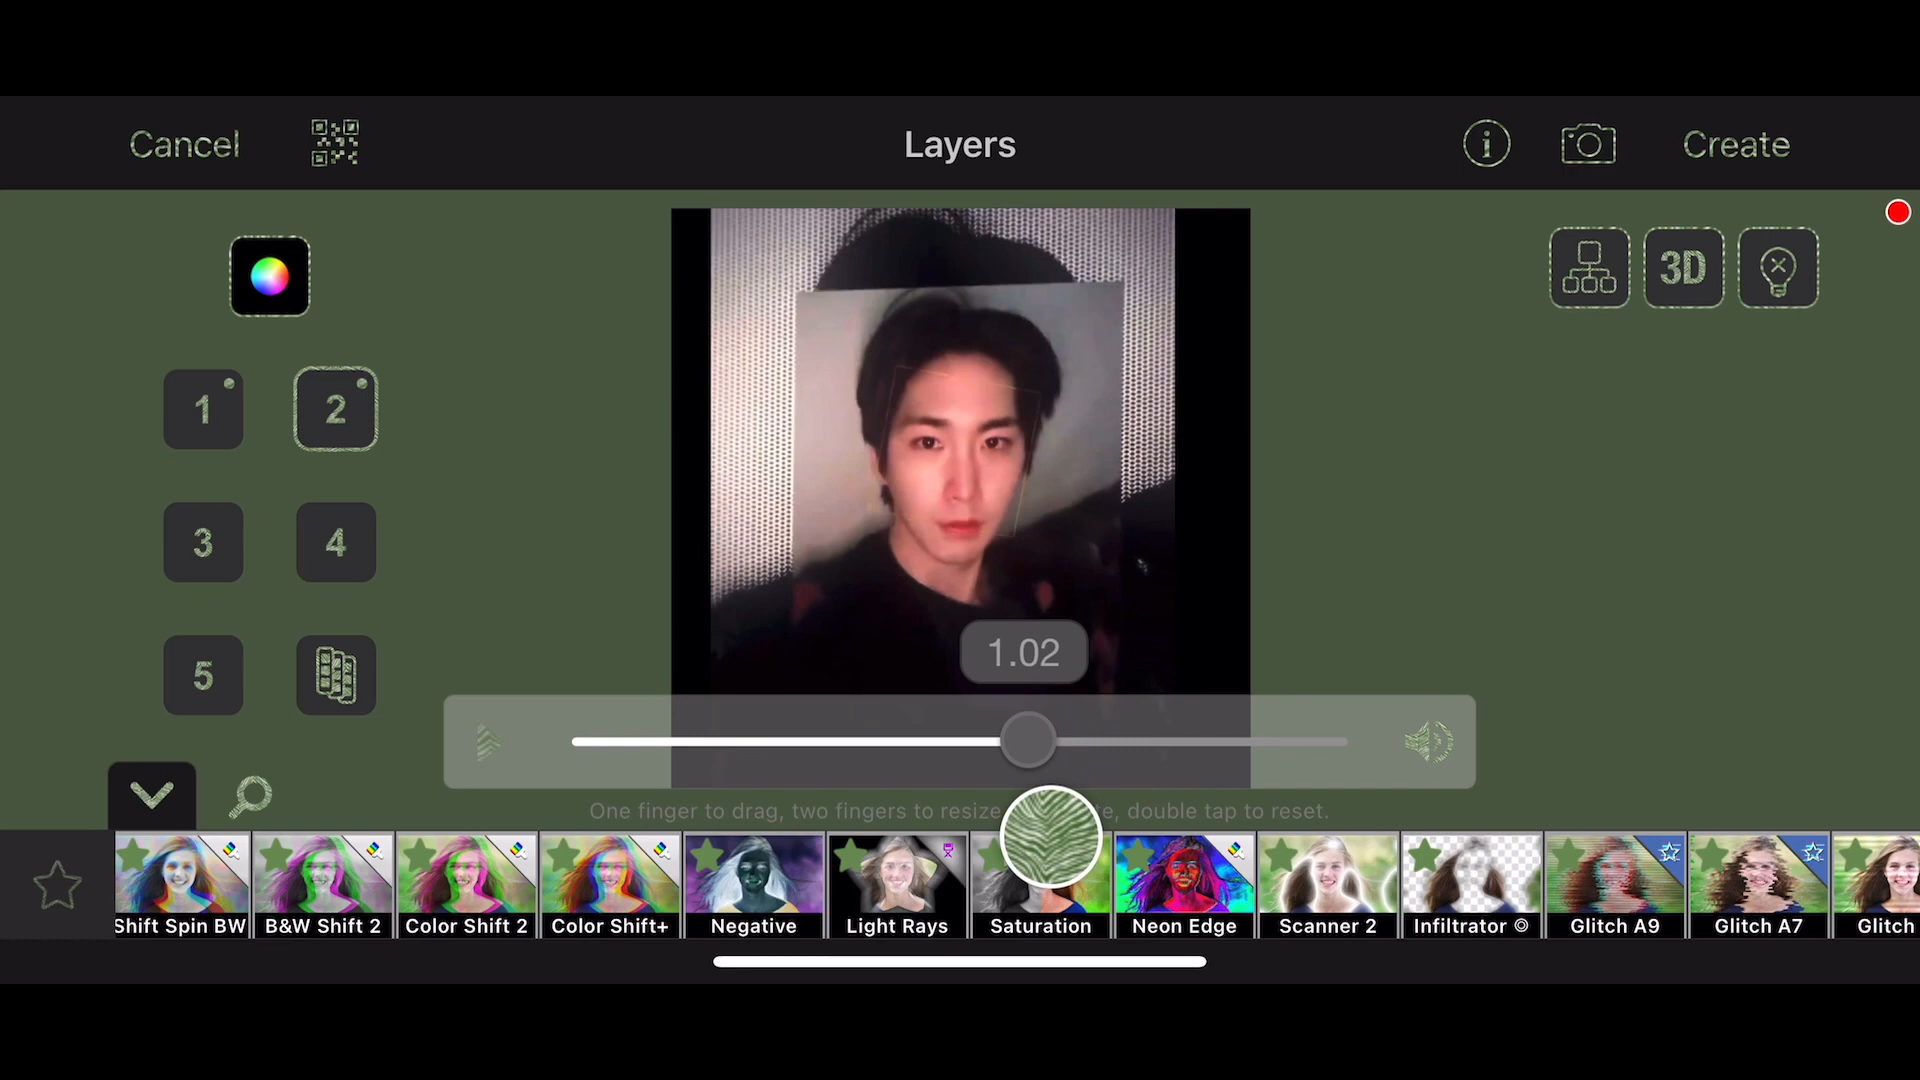 Cancel
Layers
Create
3D
1
2
3
4
5
1.02
One finger to drag, two fingers to resize
double tap to reset.
Shift Spin BW
B&W Shift 2
Color Shift 2
Color Shift+
Negative
Light Rays
Saturation
Neon Edge
Scanner 2
Infiltrator ◎
Glitch A9
Glitch A7
Glitch